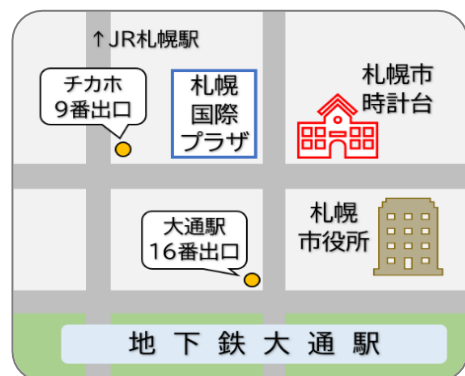 ↑JR札幌駅
チカホ
9番出口
札幌
国際
プラザ
札幌市
時計台
大通駅
16番出口
札幌
市役所
地下鉄大通駅